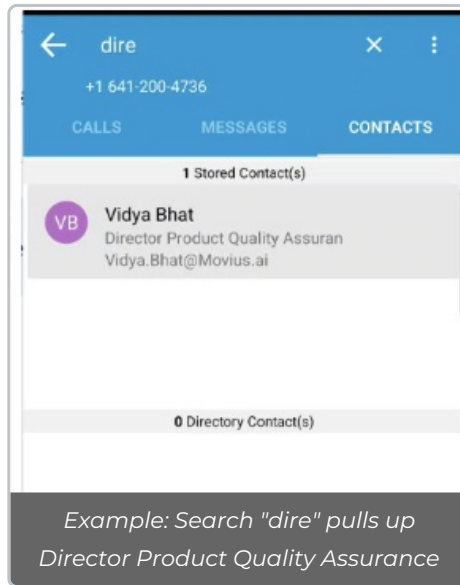 dire
+1 641-200-4736
CALLS MESSAGES CONTACTS
1 Stored Contact(s)
VB
Vidya Bhat
Director Product Quality Assuran
Vidya.Bhat@Movius.ai
0 Directory Contact(s)
Example: Search "dire" pulls up
Director Product Quality Assurance